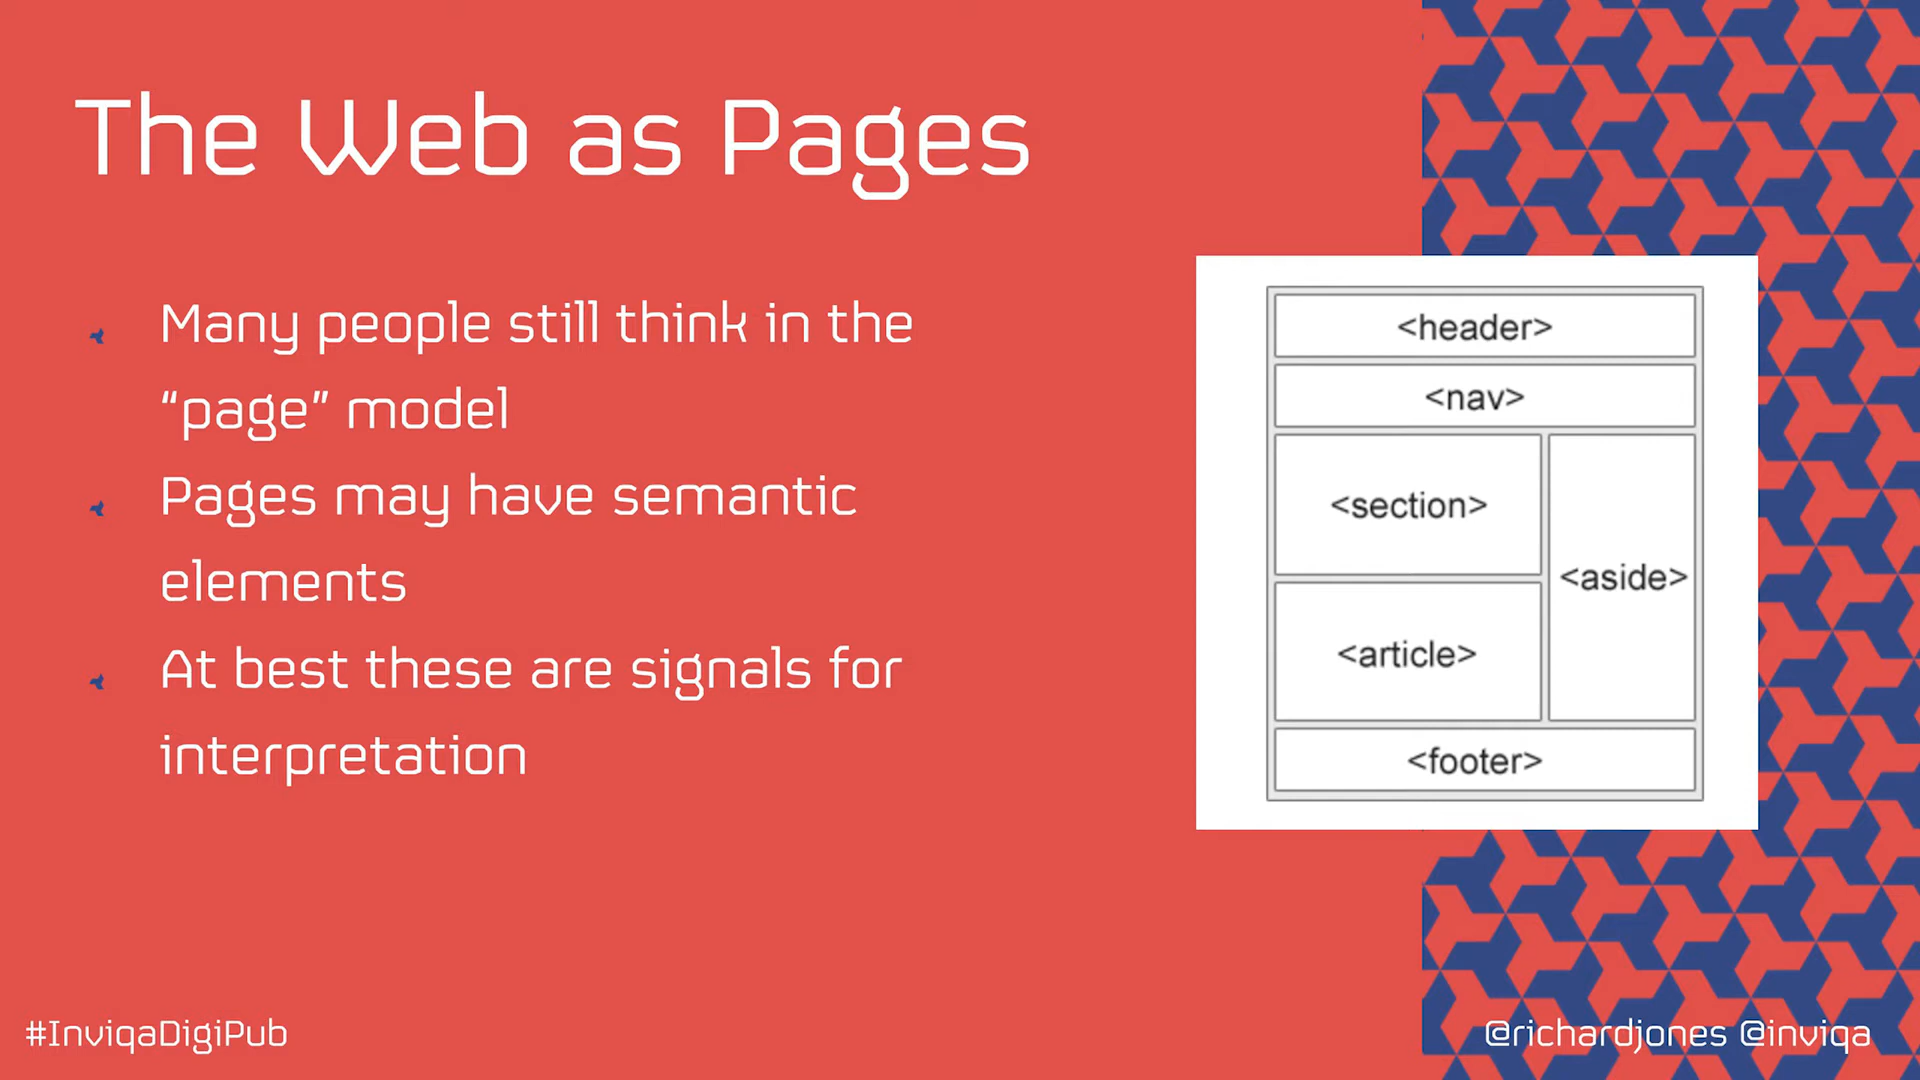 The Web as Pages
Many people still think in the
“page” model
Pages may have semantic
elements
At best these are signals for
interpretation
<header>
<nav>
<section>
<aside>
<article>
<footer>
#InviqaDigiPub
@richardjones @inviqa